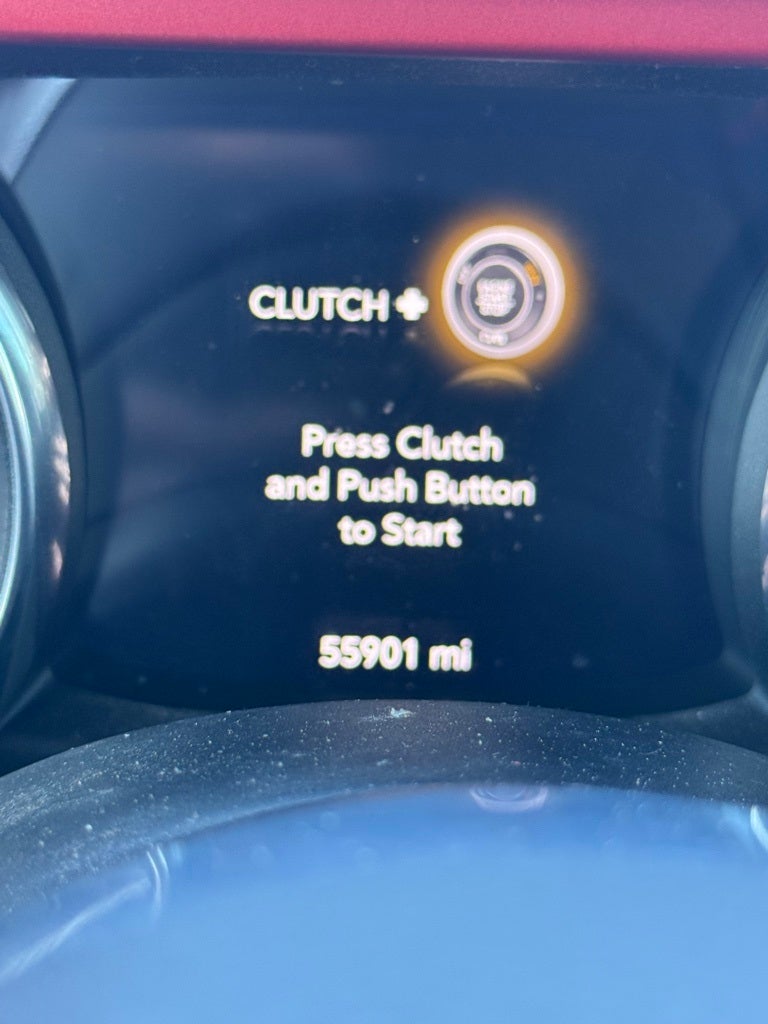 CLUTCH +
Press Clutch
and Push Button
to Start
55901 mi